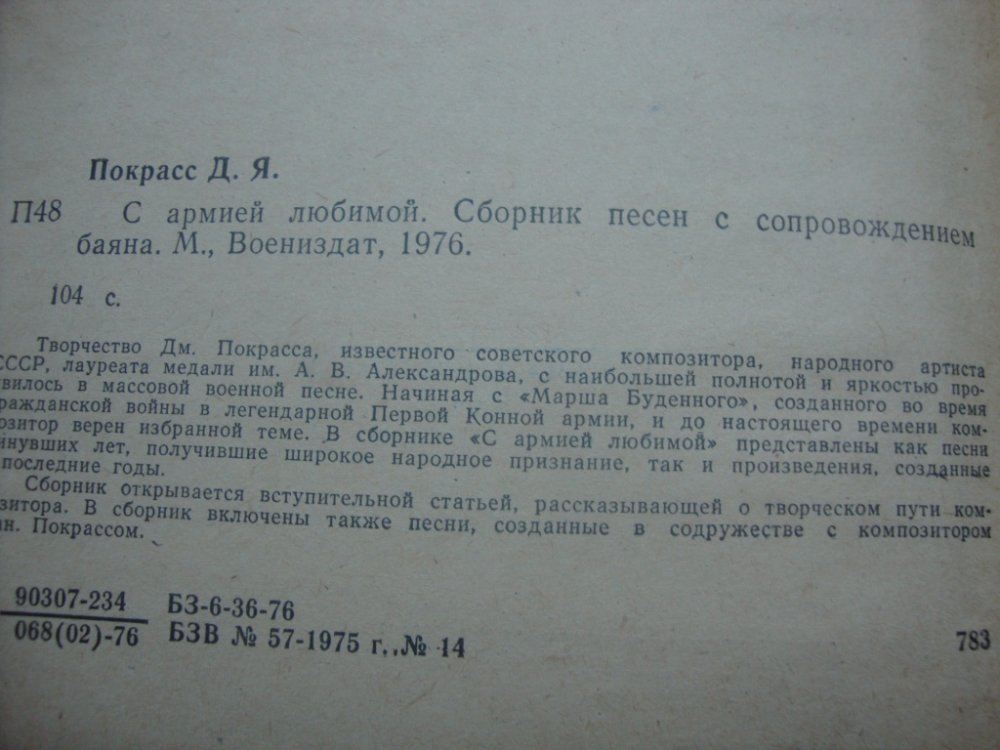 Покрасс Д. Я.
П48 С армией любимой. Сборник песен с сопровождением
баяна. М., Воениздат, 1976.
104 с.
Творчество Дм. Покрасса, известного советского композитора, народного артиста
СССР, лауреата медали им. А. В. Александрова, с наибольшей полнотой и яркостью про-
явилось в массовой военной песне. Начиная с «Марша Буденного», созданного во время
гражданской войны в легендарной Первой Конной армии, и до настоящего времени ком-
позитор верен избранной теме. В сборнике «С армией любимой» представлены как песни
минувших лет, получившие широкое народное признание, так и произведения, созданные
последние годы.
Сборник открывается вступительной статьей, рассказывающей о творческом пути ком-
позитора. В сборник включены также песни, созданные в содружестве с композитором
Покрассом.
90307-234 БЗ-6-36-76
068(02)-76 БЗВ № 57-1975 г., № 14
783